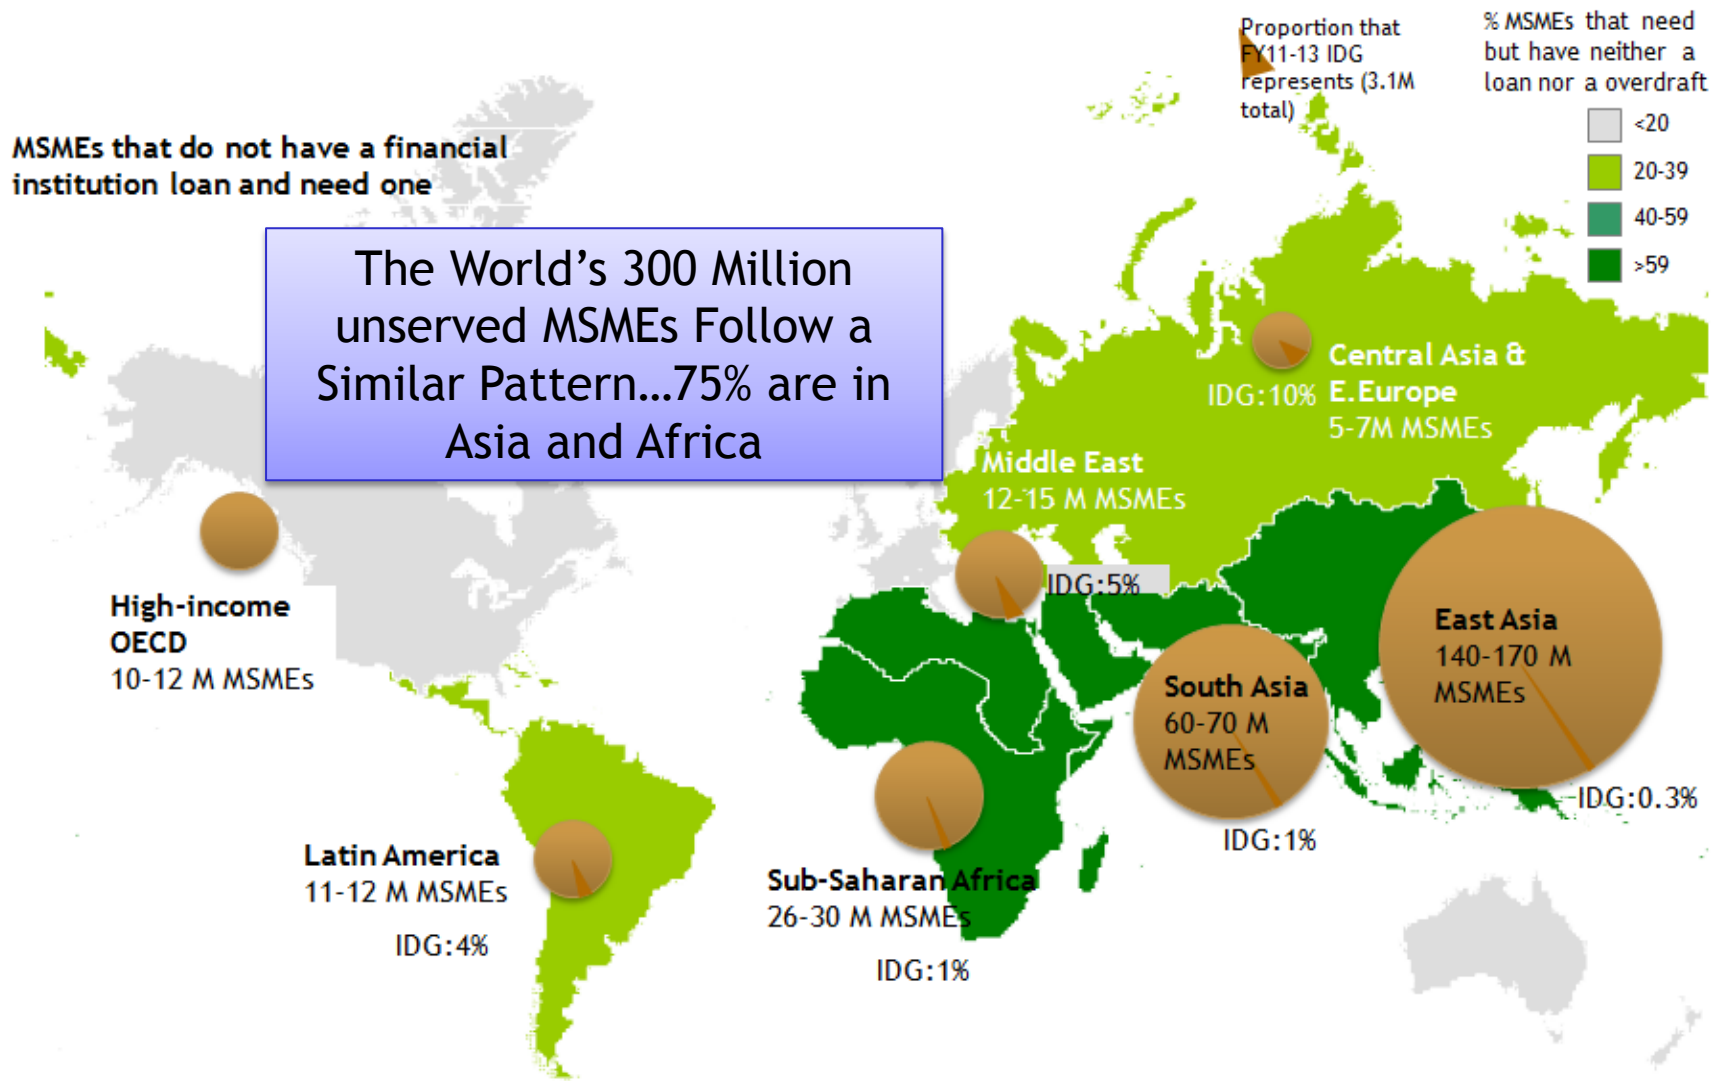 Proportion that
FY11-13 IDG
represents (3.1M
total)
% MSMEs that need
but have neither a
loan nor a overdraft
<20
20-39
40-59
>59
MSMEs that do not have a financial
institution loan and need one
The World’s 300 Million
unserved MSMEs Follow a
Similar Pattern…75% are in
Asia and Africa
Central Asia &
E.Europe
5-7M MSMEs
IDG:10%
Middle East
12-15 M MSMEs
IDG:5%
High-income
OECD
10-12 M MSMEs
East Asia
140-170 M
MSMEs
IDG:0.3%
South Asia
60-70 M
MSMEs
IDG:1%
Latin America
11-12 M MSMEs
IDG:4%
Sub-Saharan Africa
26-30 M MSMEs
IDG:1%